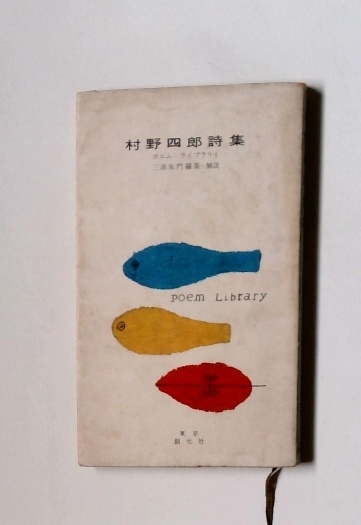 村野四郎詩集
ポエム・ライブラリイ
三浦朱門編集・解説
Poem Library
東京
創元社